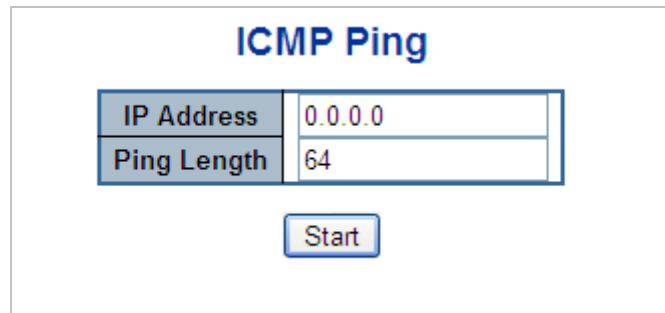 ICMP Ping
IP Address 0.0.0.0
Ping Length 64
Start